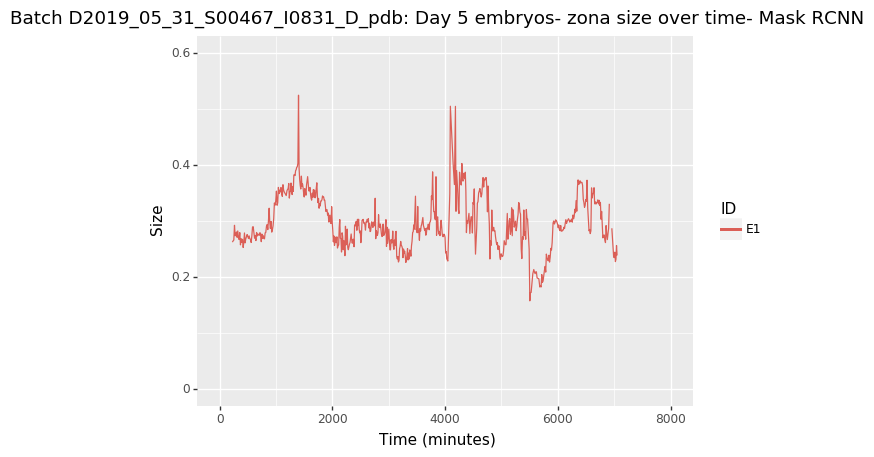 Batch D2019_05_31_S00467_I0831_D_pdb: Day 5 embryos- zona size over time- Mask RCNN
0.6
0.4
0.2
0
Size
0
2000
4000
6000
8000
Time (minutes)
ID
E1